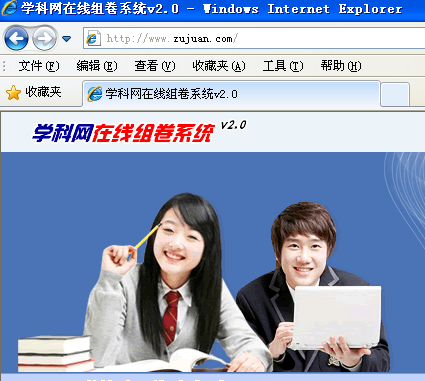 学科网在线组卷系统v2.0 - Windows Internet Explorer
http://www.zujuan.com/
文件(F) 编辑(E) 查看(V) 收藏夹(A) 工具(T) 帮助(H)
收藏夹 学科网在线组卷系统v2.0
学科网在线组卷系统 v2.0